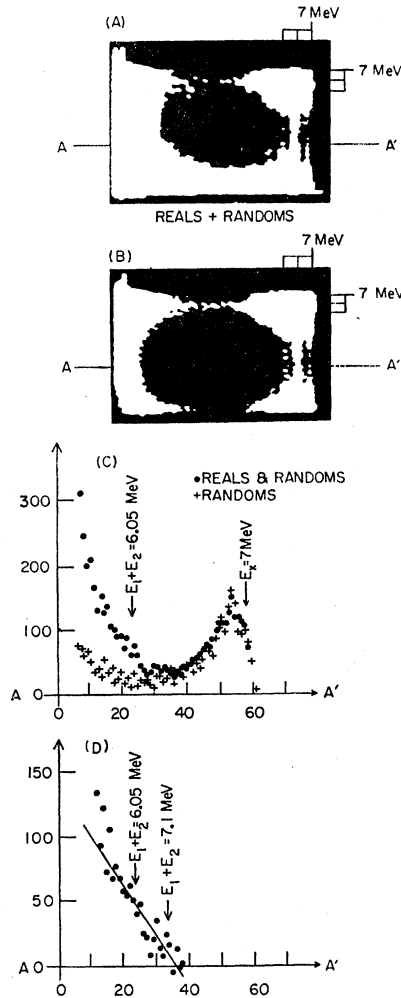 (A)
7 MeV
7 MeV
A
A'
REALS + RANDOMS
7 MeV
(B)
7 MeV
A
A'
(C)
• REALS & RANDOMS
+ RANDOMS
300
200
100
A 0
E₁+E₂=6.05 MeV
Eₓ=7MeV
0
20
40
60
A'
(D)
150
100
50
A 0
E₁+E₂=6.05 MeV
E₁+E₂=7.1 MeV
0
20
40
60
A'